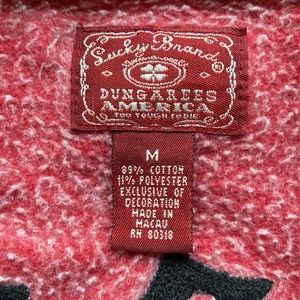 Lucky Brand®
DUNGAREES
AMERICA
TOO TOUGH TO DIE
M
89% COTTON
11% POLYESTER
EXCLUSIVE OF
DECORATION
MADE IN
MACAU
RN 80318